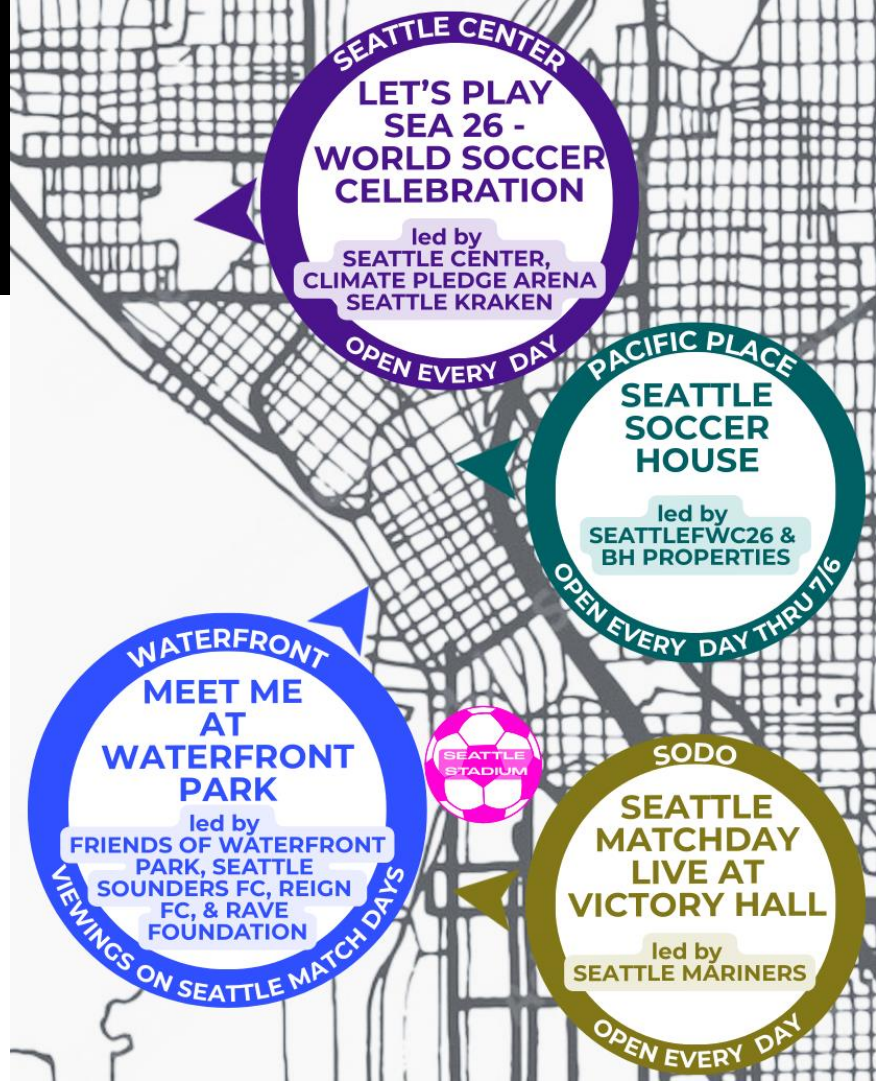 SEATTLE CENTER
LET'S PLAY
SEA 26 -
WORLD SOCCER
CELEBRATION
led by
SEATTLE CENTER,
CLIMATE PLEDGE ARENA
SEATTLE KRAKEN
OPEN EVERY DAY
PACIFIC PLACE
SEATTLE
SOCCER
HOUSE
led by
SEATTLEFWC26 &
BH PROPERTIES
OPEN EVERY DAY THRU 7/6
WATERFRONT
MEET ME
AT
WATERFRONT
PARK
led by
FRIENDS OF WATERFRONT
PARK, SEATTLE
SOUNDERS FC, REIGN
FC, & RAVE
FOUNDATION
VIEWINGS ON SEATTLE MATCH DAYS
SEATTLE
STADIUM
SODO
SEATTLE
MATCHDAY
LIVE AT
VICTORY HALL
led by
SEATTLE MARINERS
OPEN EVERY DAY